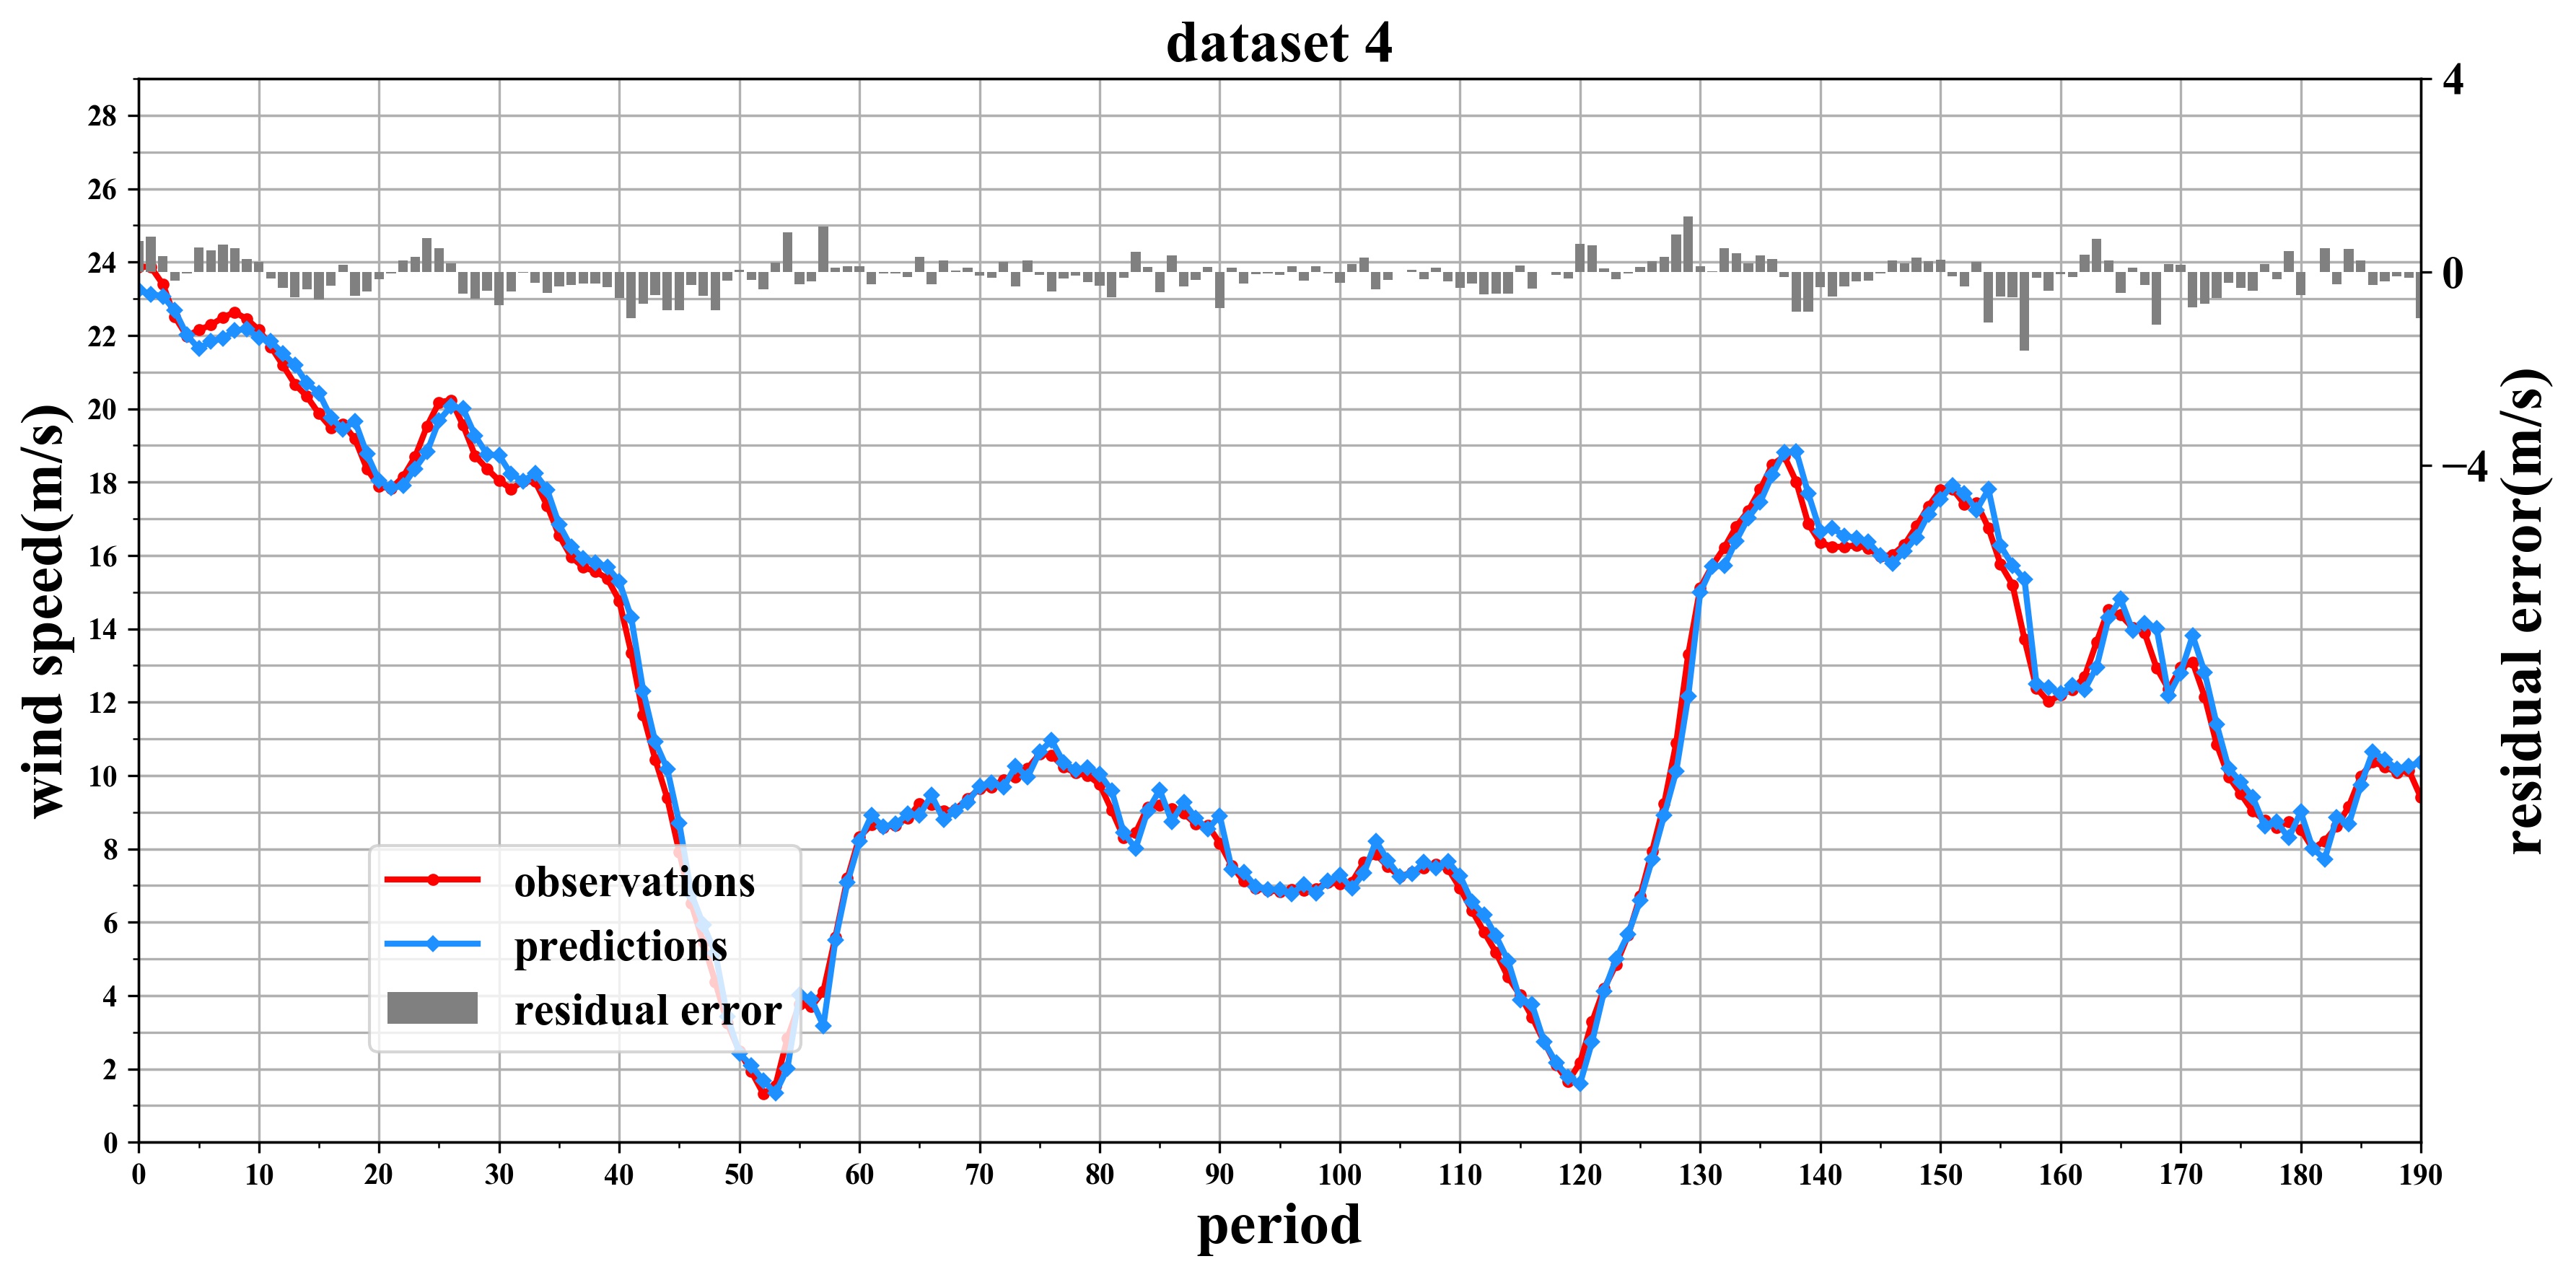 dataset 4
wind speed(m/s)
28
26
24
22
20
18
16
14
12
10
8
6
4
2
0
4
0
−4
residual error(m/s)
observations
predictions
residual error
0 10 20 30 40 50 60 70 80 90 100 110 120 130 140 150 160 170 180 190
period